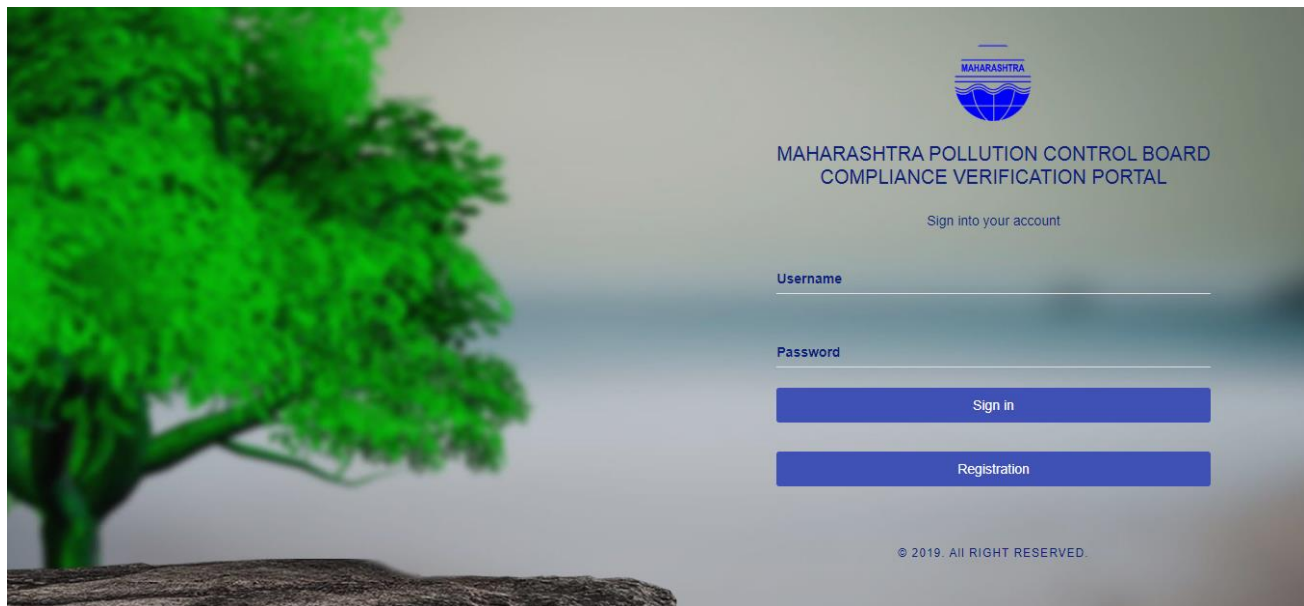 MAHARASHTRA
MAHARASHTRA POLLUTION CONTROL BOARD
COMPLIANCE VERIFICATION PORTAL
Sign into your account
Username
Password
Sign in
Registration
© 2019. All RIGHT RESERVED.